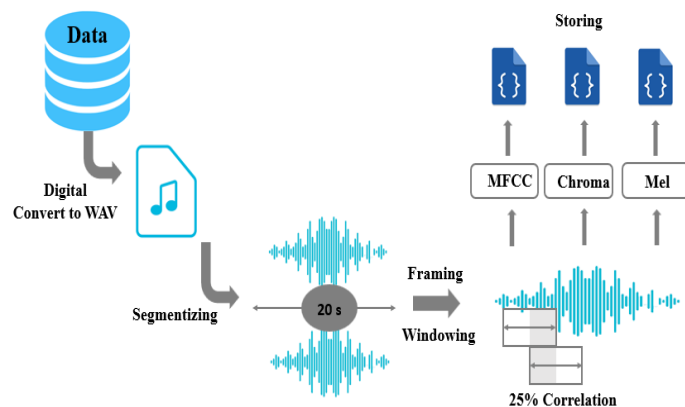 Data
Digital
Convert to WAV
Segmentizing
20 s
Framing
Windowing
Storing
{ }
{ }
{ }
MFCC
Chroma
Mel
25% Correlation